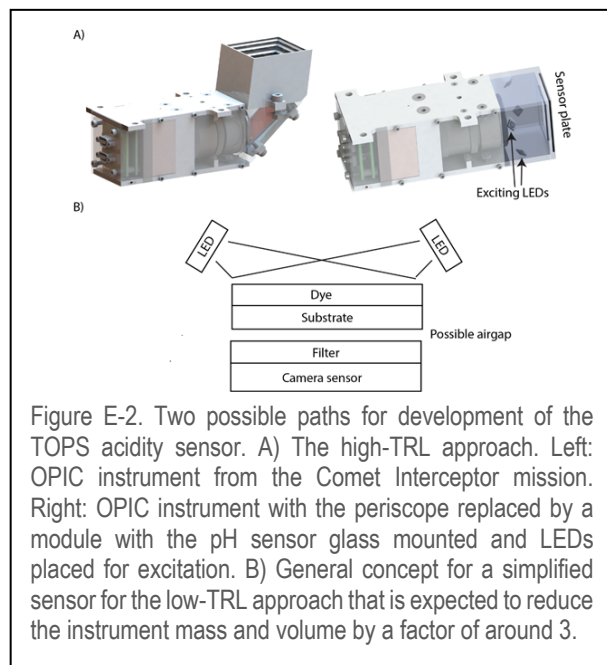 A)
Sensor plate
Exciting LEDs
B)
LED
LED
Dye
Substrate
Possible airgap
Filter
Camera sensor
Figure E-2. Two possible paths for development of the
TOPS acidity sensor. A) The high-TRL approach. Left:
OPIC instrument from the Comet Interceptor mission.
Right: OPIC instrument with the periscope replaced by a
module with the pH sensor glass mounted and LEDs
placed for excitation. B) General concept for a simplified
sensor for the low-TRL approach that is expected to reduce
the instrument mass and volume by a factor of around 3.